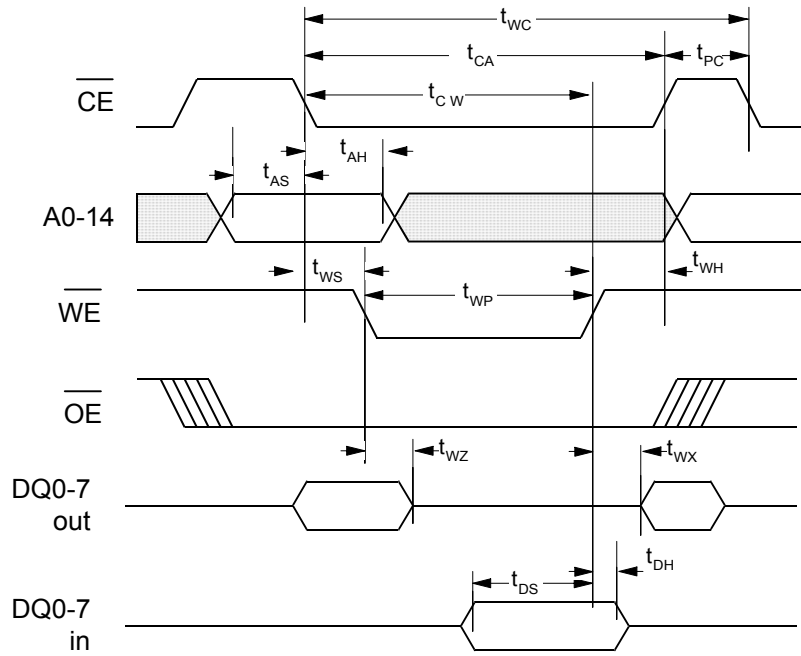 tWC
tCA
tPC
CE
tC W
tAH
tAS
A0-14
tWS
tWH
tWP
WE
OE
tWZ
tWX
DQ0-7
out
tDH
tDS
DQ0-7
in